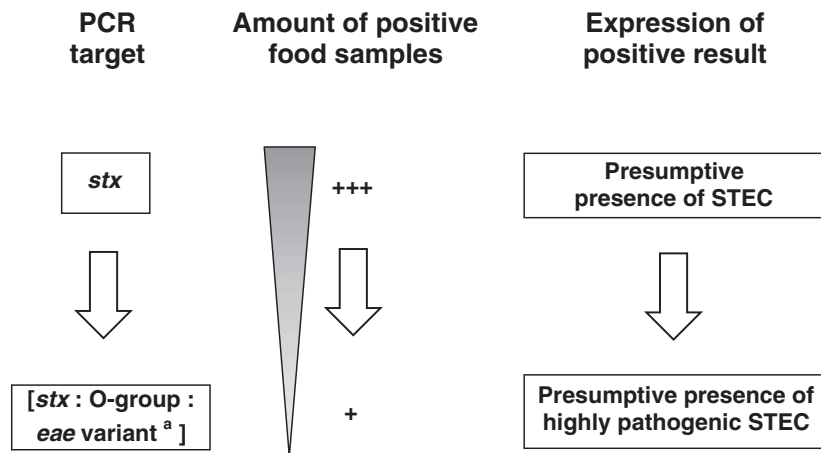 PCR
target
Amount of positive
food samples
Expression of
positive result
stx
+++
Presumptive
presence of STEC
[stx : O-group :
eae variant a ]
+
Presumptive presence of
highly pathogenic STEC